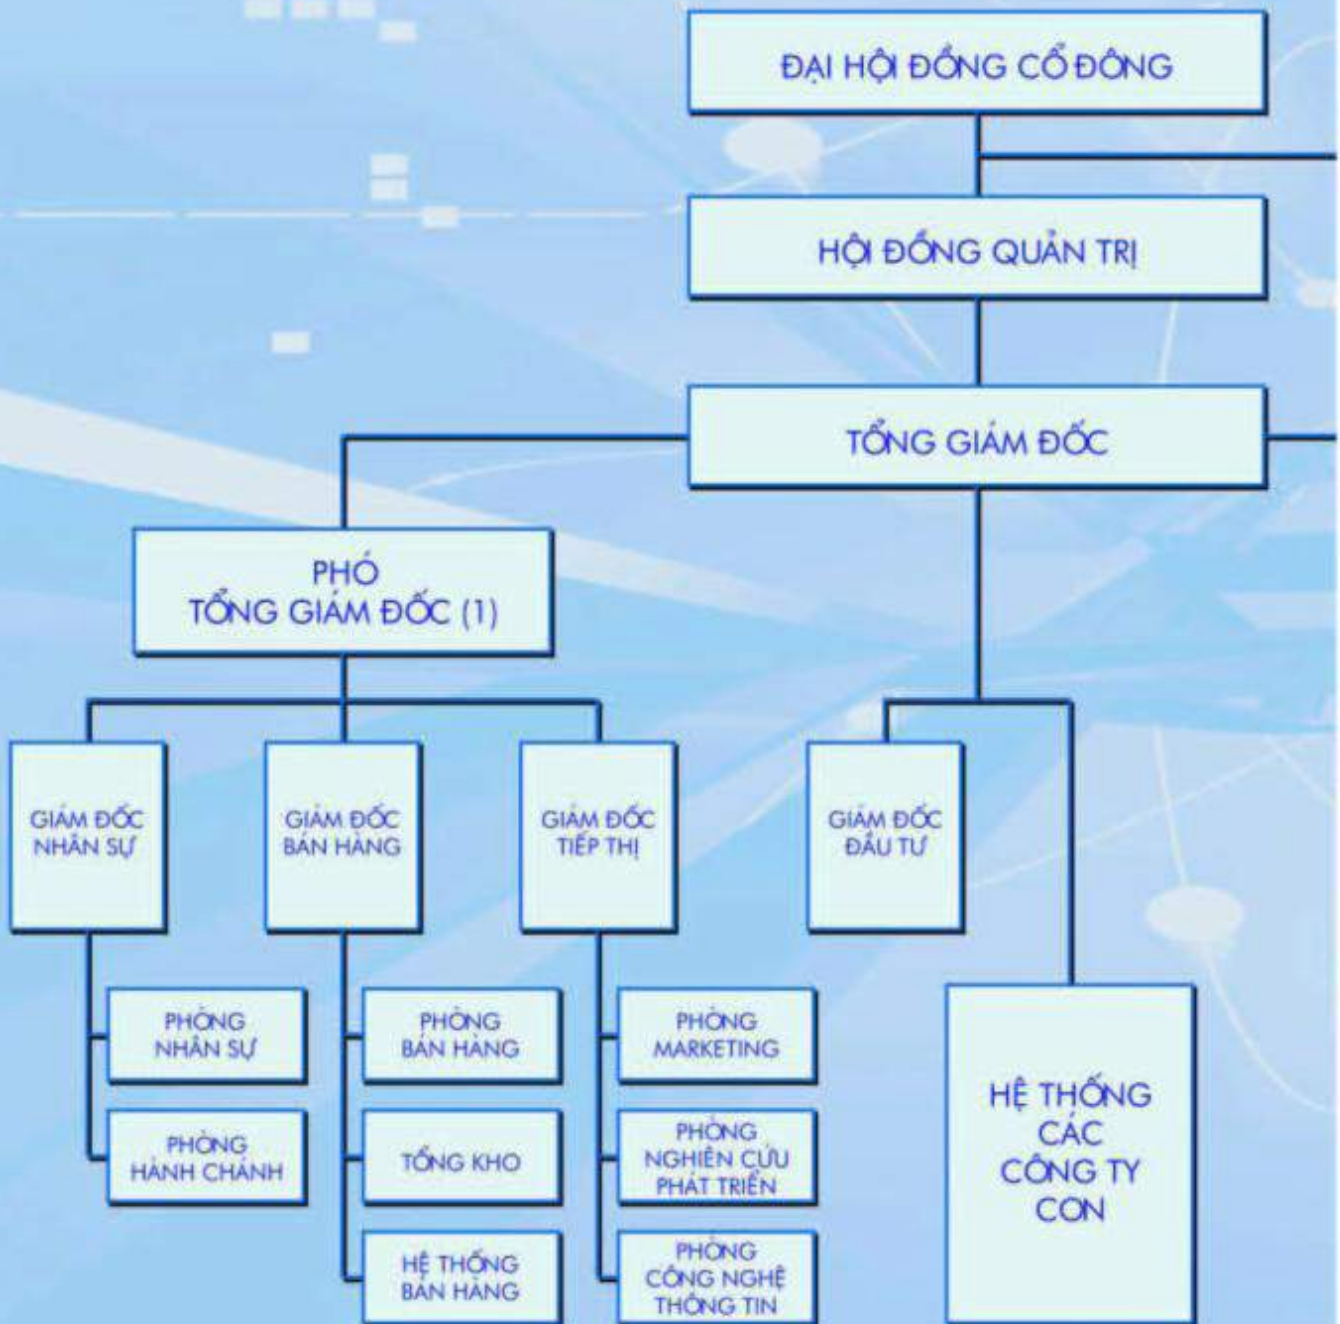 ĐẠI HỘI ĐỒNG CỔ ĐÔNG
HỘI ĐỒNG QUẢN TRỊ
TỔNG GIÁM ĐỐC
PHÓ
TỔNG GIÁM ĐỐC (1)
GIÁM ĐỐC
NHÂN SỰ
GIÁM ĐỐC
BÁN HÀNG
GIÁM ĐỐC
TIẾP THỊ
GIÁM ĐỐC
ĐẦU TƯ
PHÒNG
NHÂN SỰ
PHÒNG
HÀNH CHÁNH
PHÒNG
BÁN HÀNG
TỔNG KHO
HỆ THỐNG
BÁN HÀNG
PHÒNG
MARKETING
PHÒNG
NGHIÊN CỨU
PHÁT TRIỂN
PHÒNG
CÔNG NGHỆ
THÔNG TIN
HỆ THỐNG
CÁC
CÔNG TY
CON